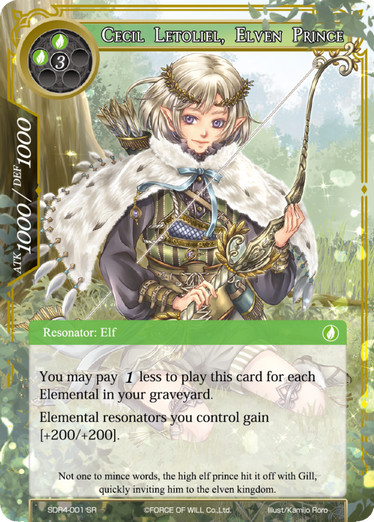 Cecil Letoliel, Elven Prince
3
ATK 1000 / DEF 1000
Resonator: Elf
You may pay 1 less to play this card for each
Elemental in your graveyard.
Elemental resonators you control gain
[+200/+200].
Not one to mince words, the high elf prince hit it off with Gill,
quickly inviting him to the elven kingdom.
SDR4-001 SR ©FORCE OF WILL Co.,Ltd. Illust/Kamijo Roro